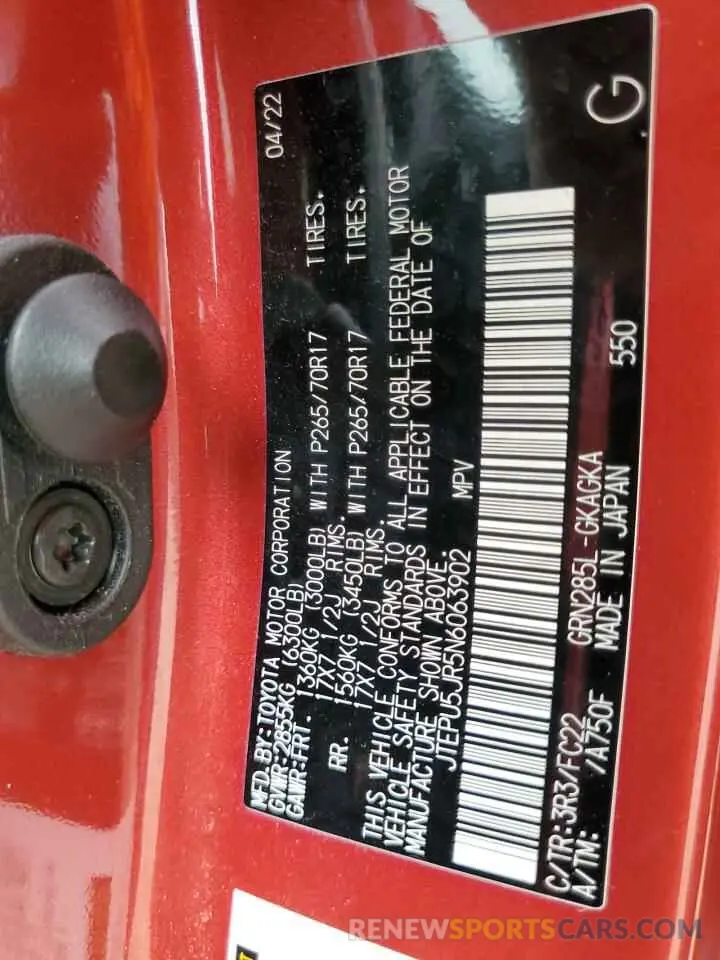 MFD.BY:TOYOTA MOTOR CORPORATION 04/22
GVWR-2855KG (6300LB)
GAWR:FRT. 1360KG (3000LB) WITH P265/70R17 TIRES.
17X7 1/2J RIMS.
RR. 1560KG (3450LB) WITH P265/70R17 TIRES.
17X7 1/2J RIMS.
THIS VEHICLE CONFORMS TO ALL APPLICABLE FEDERAL MOTOR
VEHICLE SAFETY STANDARDS IN EFFECT ON THE DATE OF
MANUFACTURE SHOWN ABOVE.
JTEPU5JR5N6063902 MPV
C/TR:3R3/FC22 GRN285L-GKAGKA 550 G
A/TM: /A750F MADE IN JAPAN
RENEWSPORTSCARS.COM